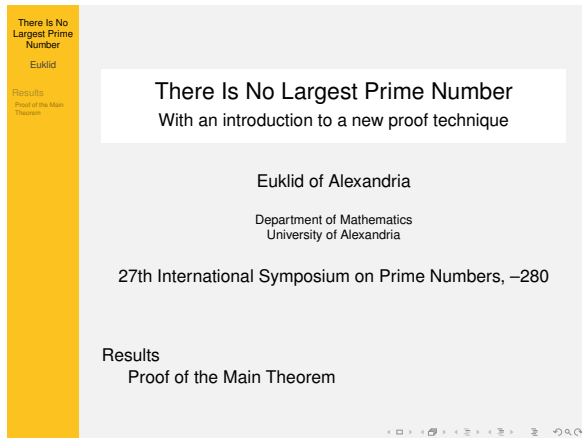 There Is No
Largest Prime
Number
Euklid
Results
Proof of the Main
Theorem
There Is No Largest Prime Number
With an introduction to a new proof technique
Euklid of Alexandria
Department of Mathematics
University of Alexandria
27th International Symposium on Prime Numbers, –280
Results
Proof of the Main Theorem